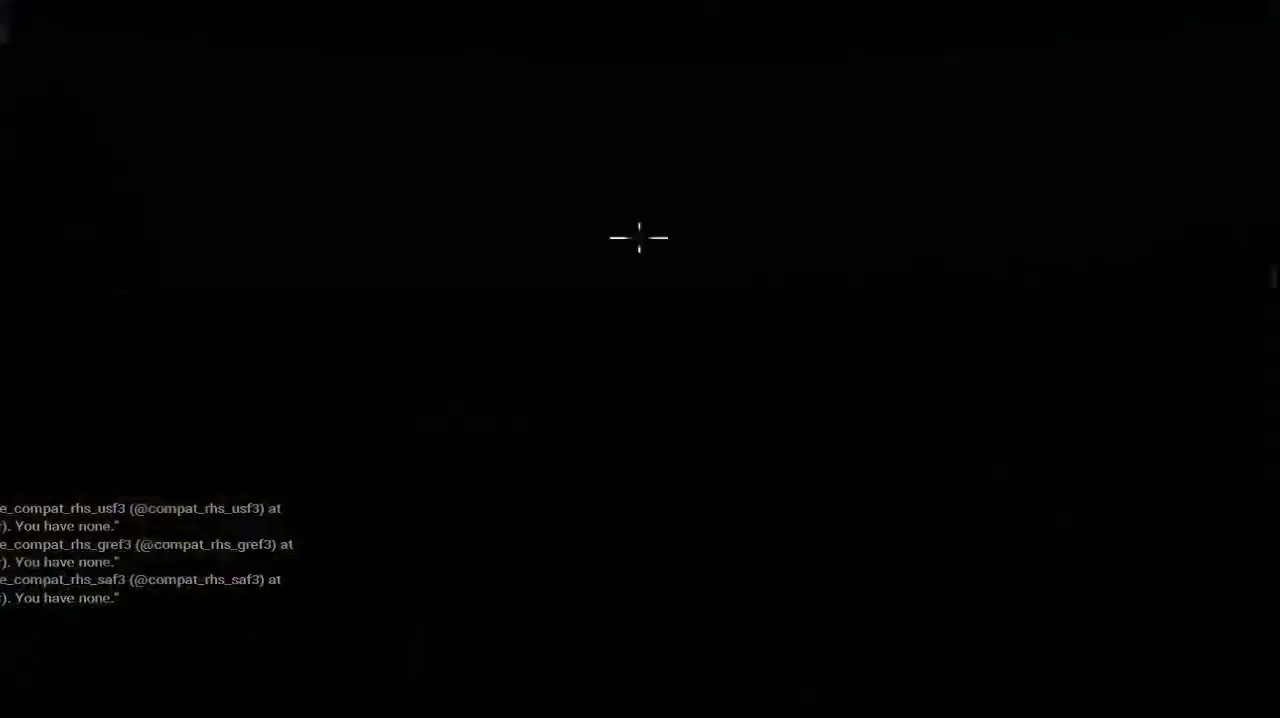 e_compat_rhs_usf3 (@compat_rhs_usf3) at
). You have none."
e_compat_rhs_gref3 (@compat_rhs_gref3) at
). You have none."
e_compat_rhs_saf3 (@compat_rhs_saf3) at
). You have none."